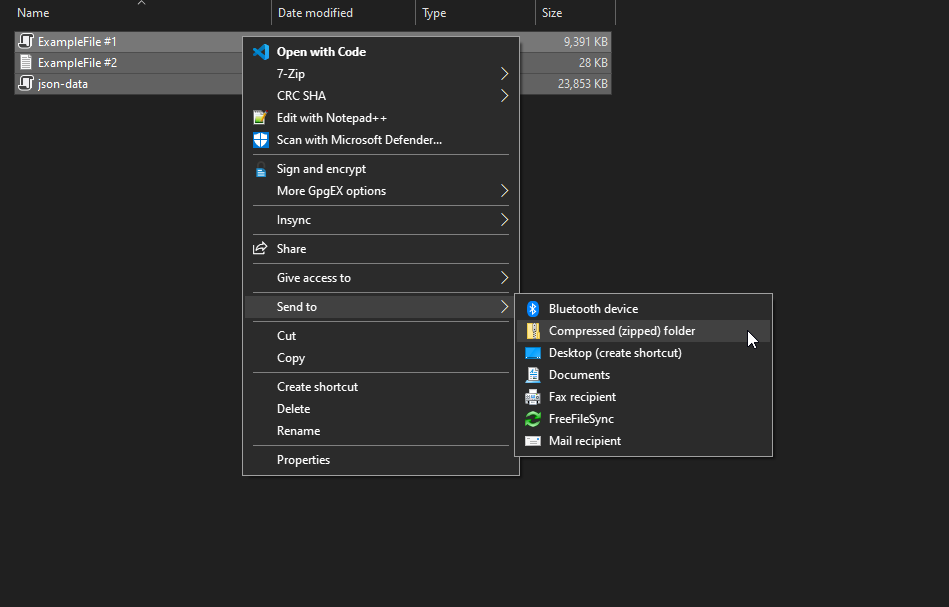 Name Date modified Type Size
ExampleFile #1 9,391 KB
ExampleFile #2 28 KB
json-data 23,853 KB
Open with Code
7-Zip
CRC SHA
Edit with Notepad++
Scan with Microsoft Defender...
Sign and encrypt
More GpgEX options
Insync
Share
Give access to
Send to
Cut
Copy
Create shortcut
Delete
Rename
Properties
Bluetooth device
Compressed (zipped) folder
Desktop (create shortcut)
Documents
Fax recipient
FreeFileSync
Mail recipient